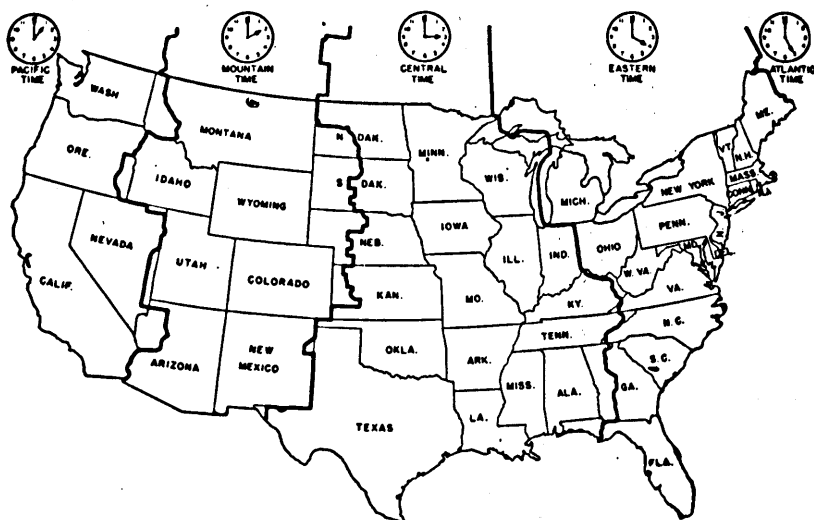 PACIFIC
TIME
MOUNTAIN
TIME
CENTRAL
TIME
EASTERN
TIME
ATLANTIC
TIME
WASH
ORE.
CALIF.
NEVADA
IDAHO
MONTANA
WYOMING
UTAH
COLORADO
ARIZONA
NEW
MEXICO
N DAK.
S DAK.
NEB.
KAN.
OKLA.
TEXAS
MINN.
IOWA
MO.
ARK.
LA.
WIS.
ILL.
MICH.
IND.
OHIO
KY.
TENN.
MISS.
ALA.
GA.
FLA.
S.C.
N.C.
VA.
W. VA.
PENN.
NEW YORK
MD.
DEL.
N.J.
CONN.
R.I.
MASS.
VT.
N.H.
ME.